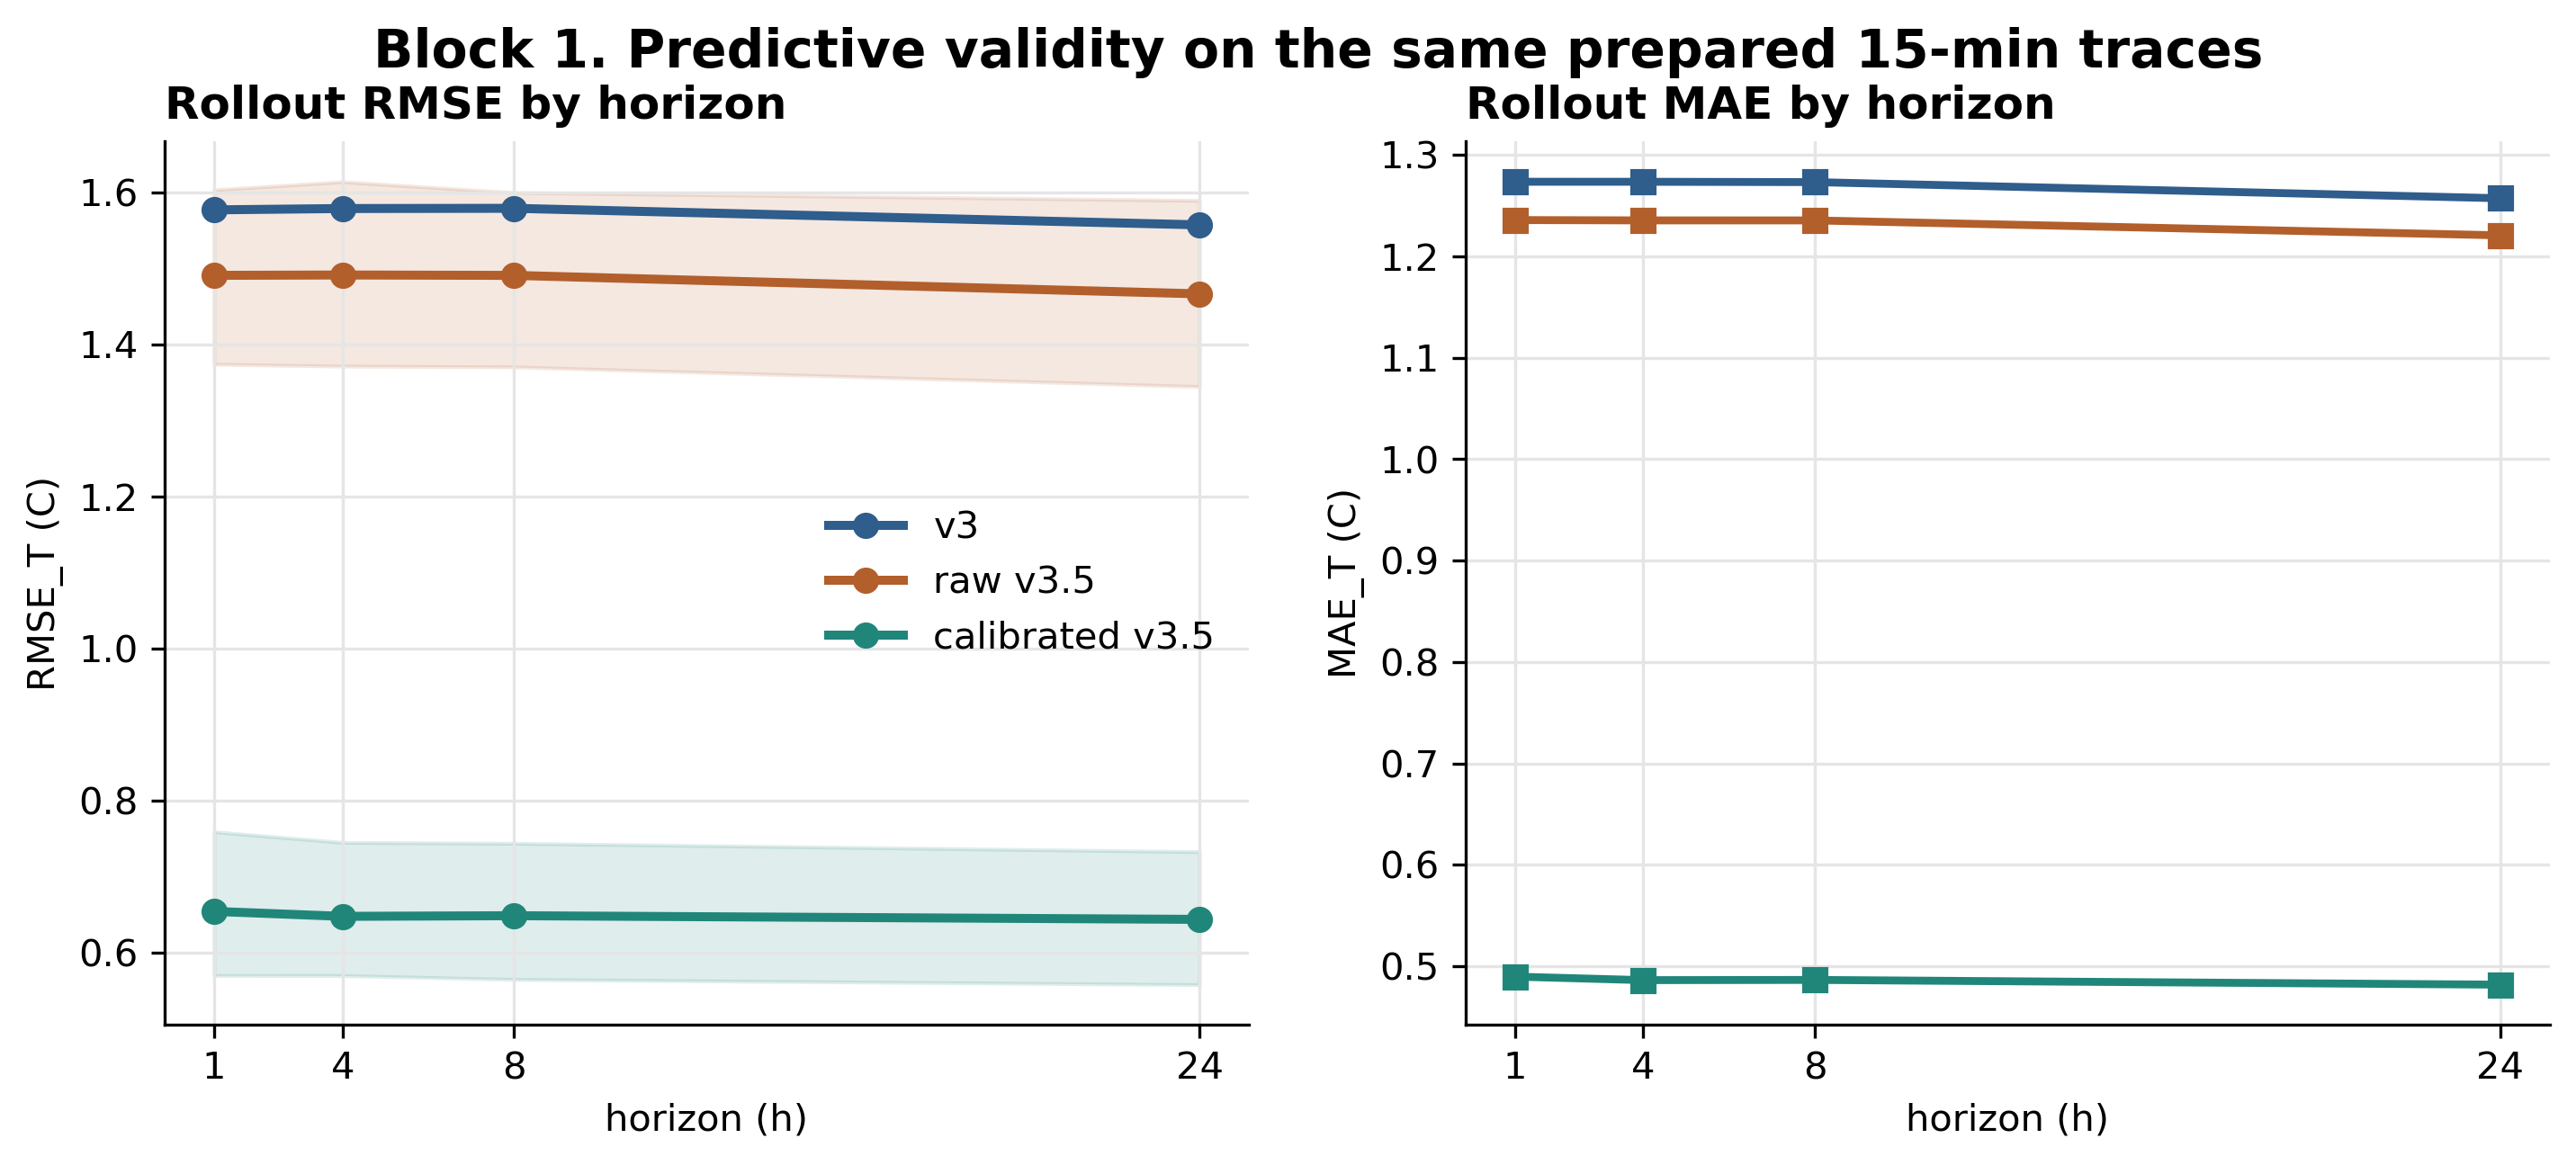 Block 1. Predictive validity on the same prepared 15-min traces
Rollout RMSE by horizon
RMSE_T (C)
1.6
1.4
1.2
1.0
0.8
0.6
v3
raw v3.5
calibrated v3.5
1 4 8 24
horizon (h)
Rollout MAE by horizon
MAE_T (C)
1.3
1.2
1.1
1.0
0.9
0.8
0.7
0.6
0.5
1 4 8 24
horizon (h)